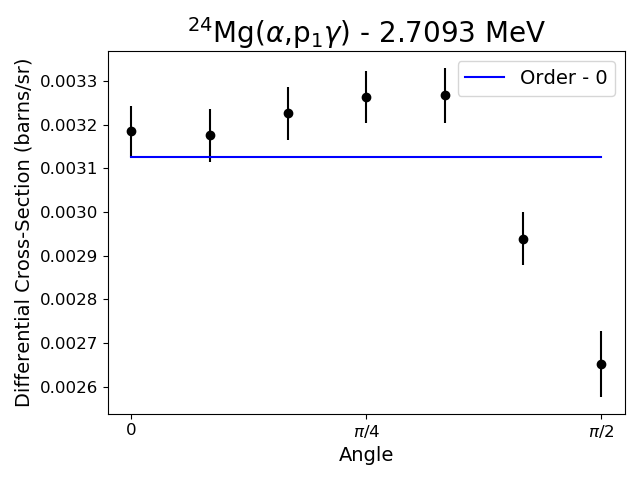 ²⁴Mg(α,p₁γ) - 2.7093 MeV
Order - 0
Differential Cross-Section (barns/sr)
0.0033
0.0032
0.0031
0.0030
0.0029
0.0028
0.0027
0.0026
0 π/4 π/2
Angle